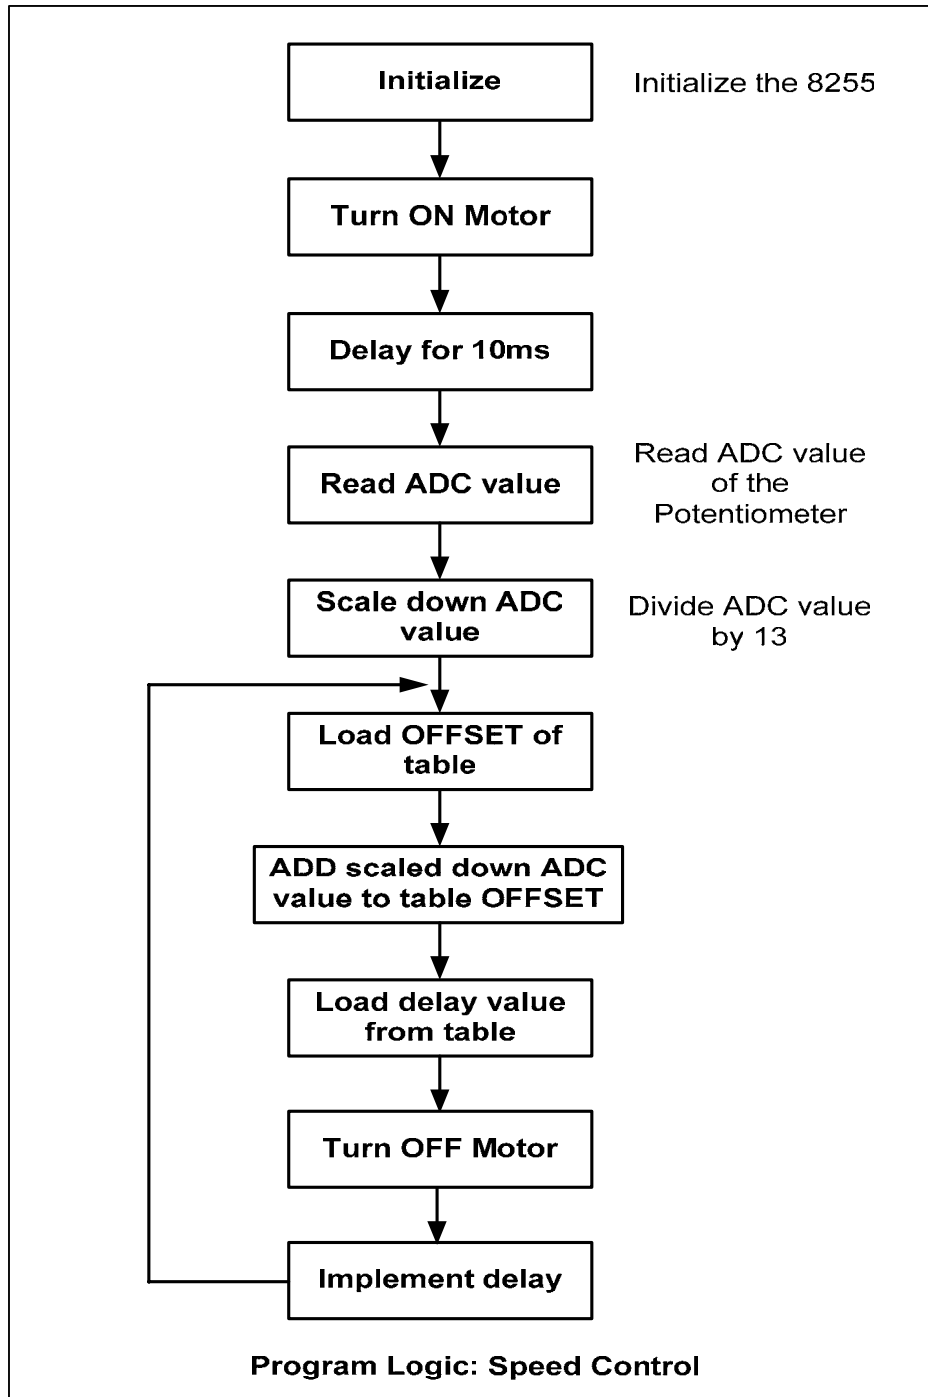 Initialize
Initialize the 8255
Turn ON Motor
Delay for 10ms
Read ADC value
Read ADC value
of the
Potentiometer
Scale down ADC
value
Divide ADC value
by 13
Load OFFSET of
table
ADD scaled down ADC
value to table OFFSET
Load delay value
from table
Turn OFF Motor
Implement delay
Program Logic: Speed Control